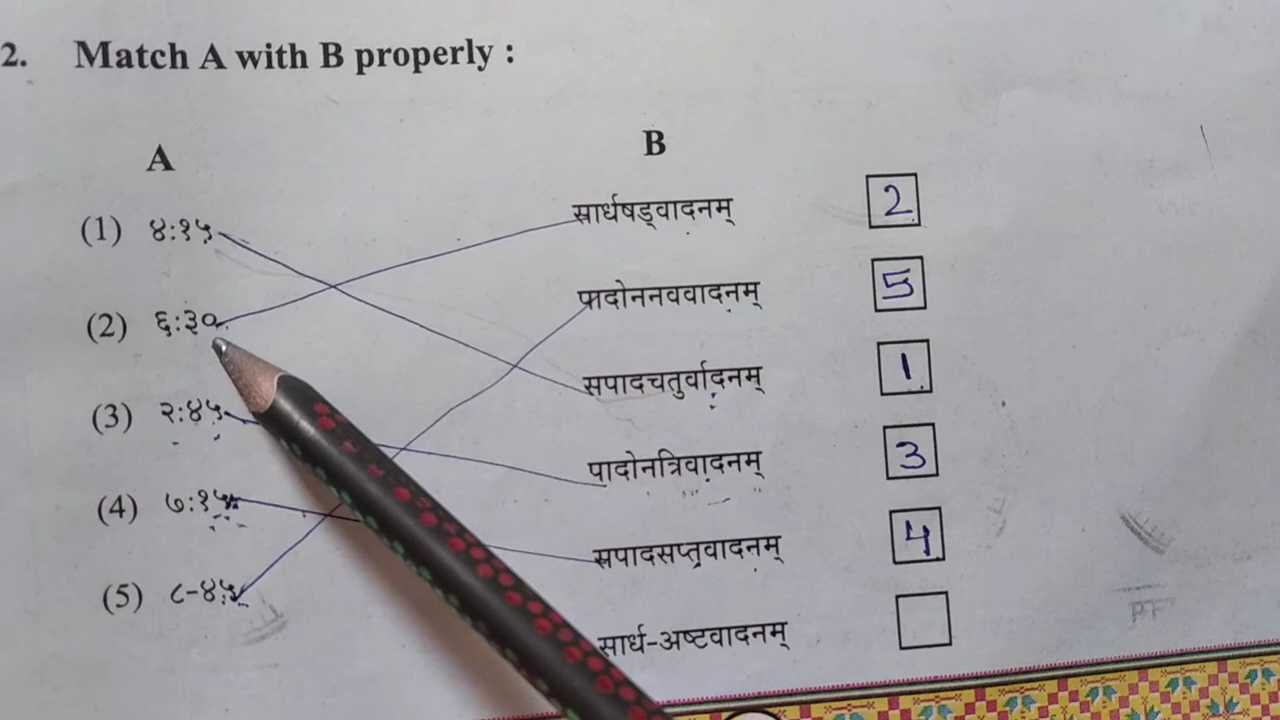 2. Match A with B properly :
A B
(1) ४:१५ सार्धषड्वादनम् 2
(2) ६:३० पादोननववादनम् 5
(3) २:४५ सपादचतुर्वादनम् 1
(4) ७:१५ पादोनत्रिवादनम् 3
(5) ८-४५ सपादसप्तवादनम् 4
सार्ध-अष्टवादनम्